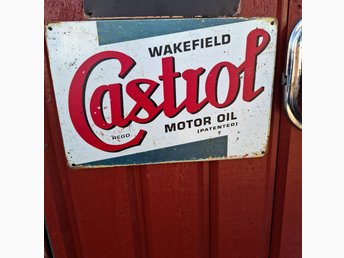 WAKEFIELD
Castrol
REGD
MOTOR OIL
[PATENTED]